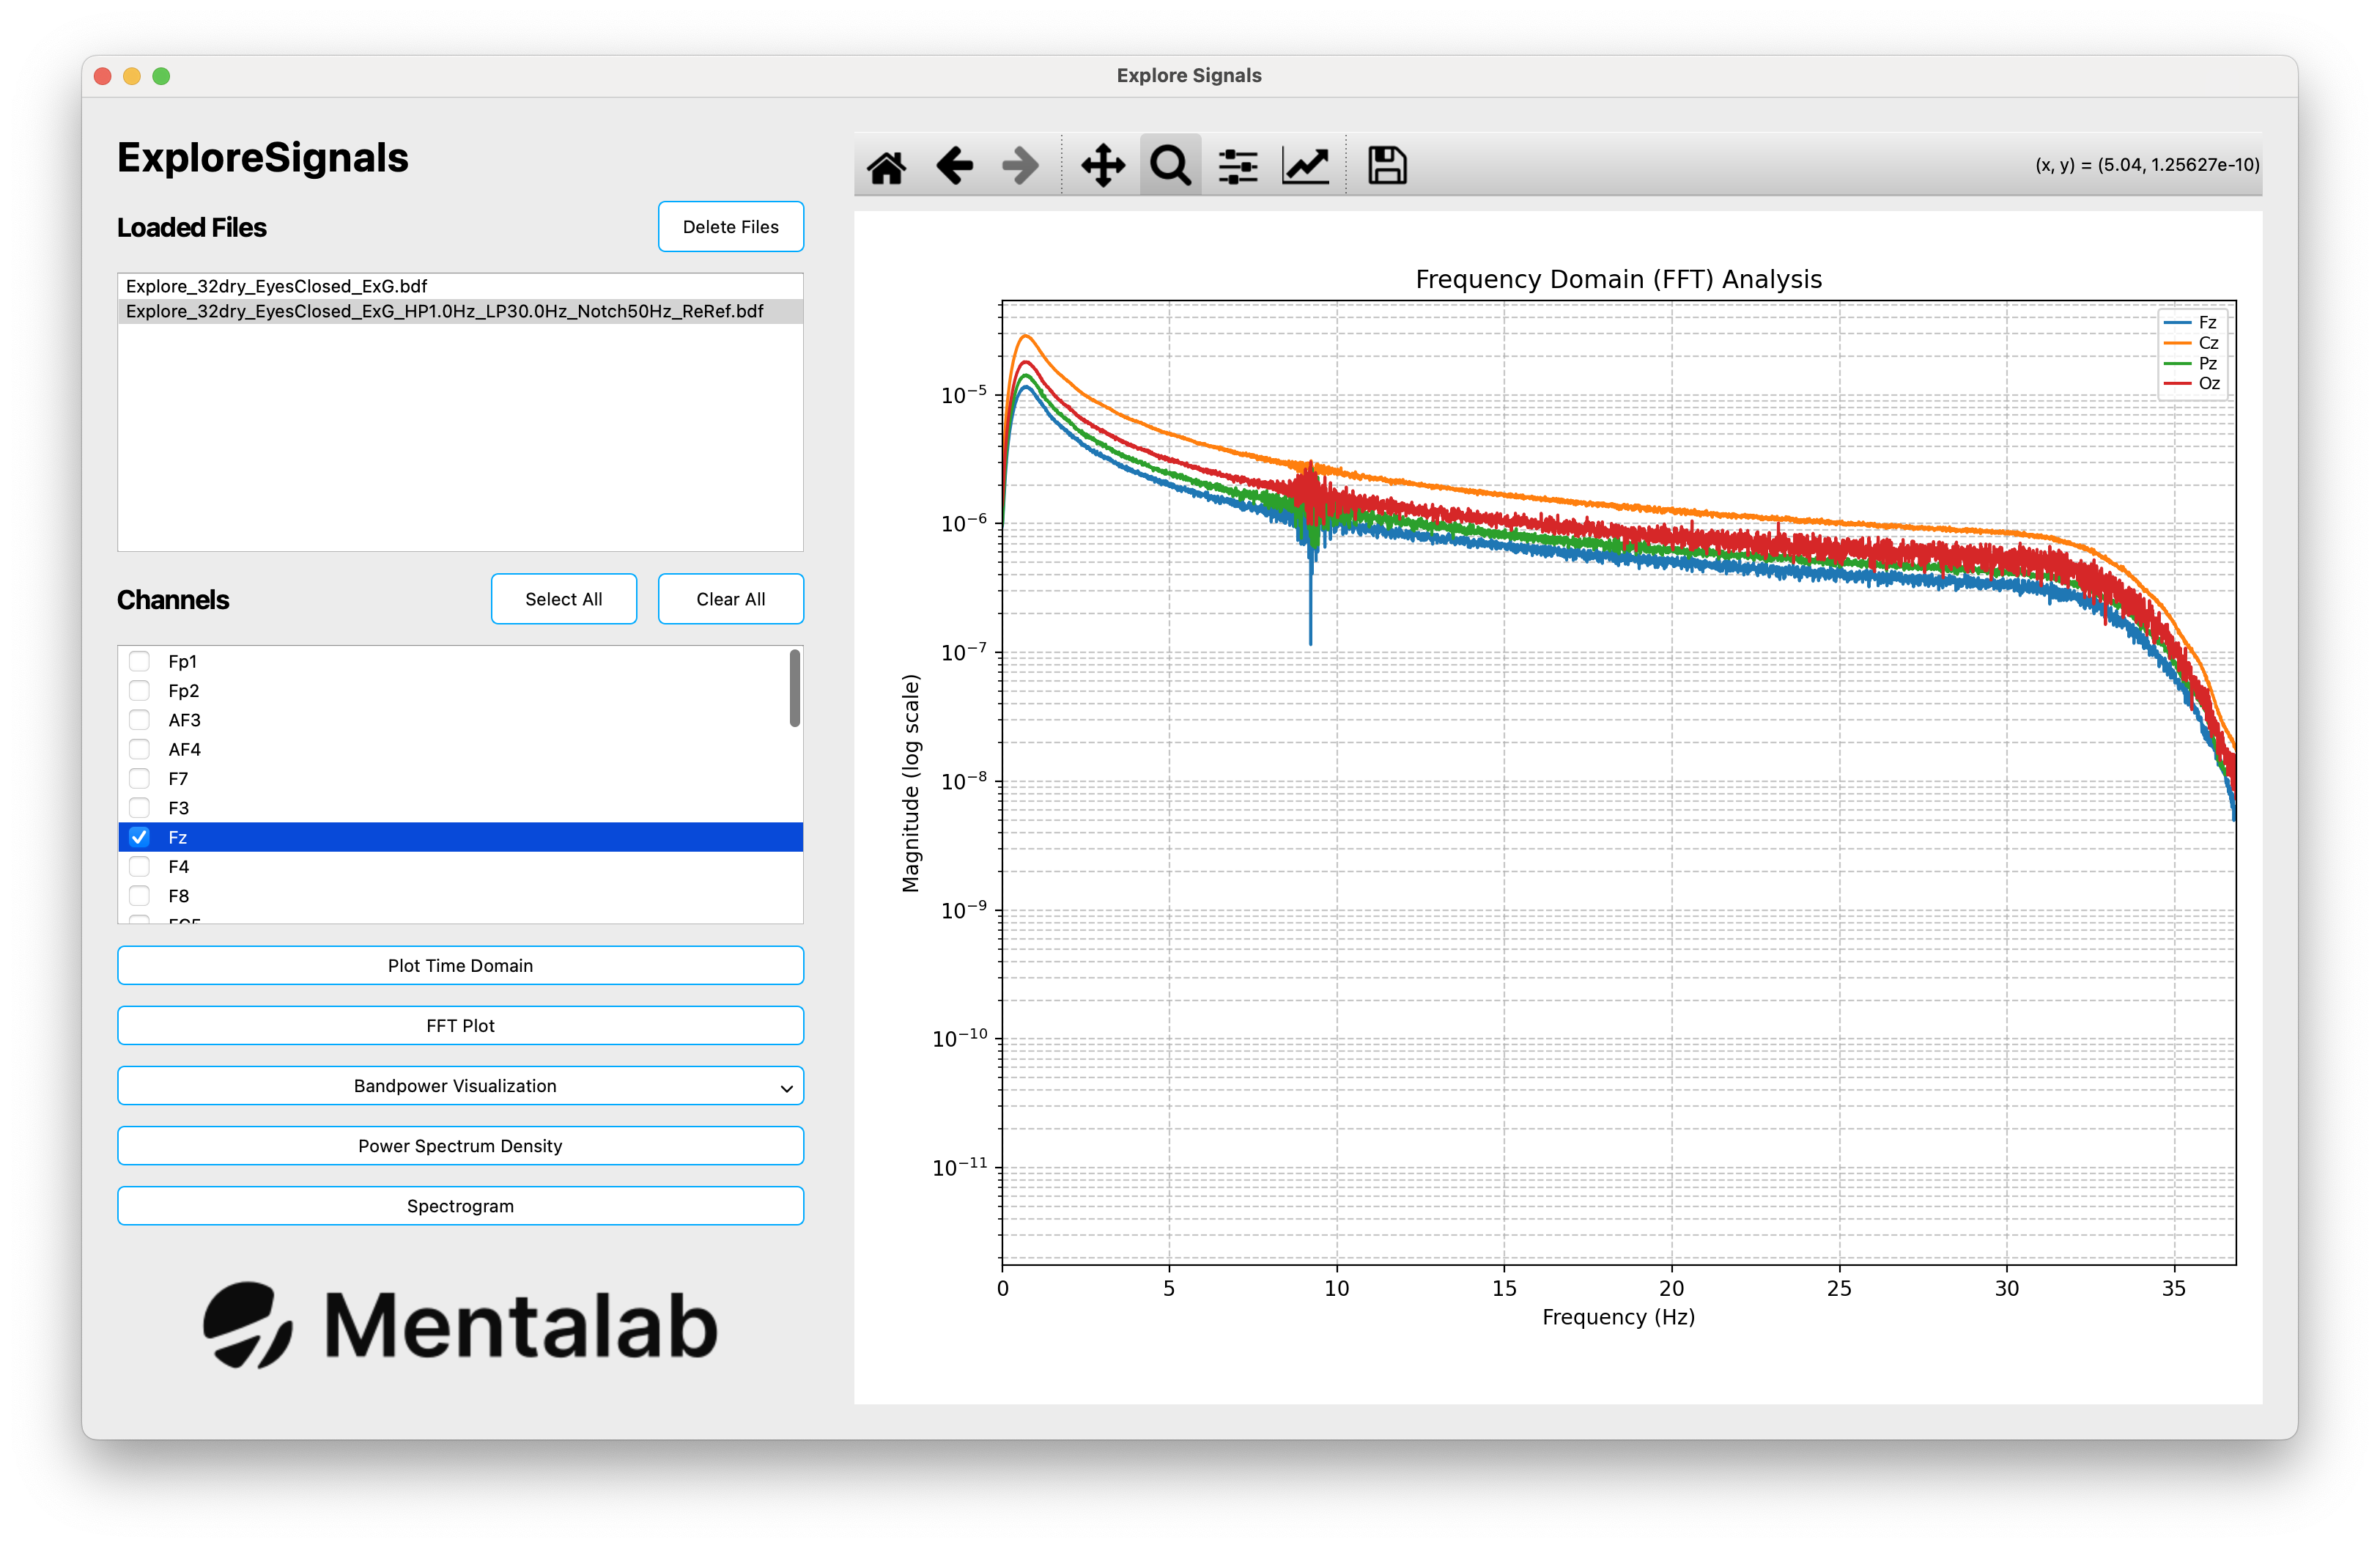 Explore Signals
ExploreSignals
Loaded Files
Delete Files
Explore_32dry_EyesClosed_ExG.bdf
Explore_32dry_EyesClosed_ExG_HP1.0Hz_LP30.0Hz_Notch50Hz_ReRef.bdf
Channels
Select All
Clear All
Fp1
Fp2
AF3
AF4
F7
F3
Fz
F4
F8
Plot Time Domain
FFT Plot
Bandpower Visualization
Power Spectrum Density
Spectrogram
Mentalab
(x, y) = (5.04, 1.25627e-10)
Frequency Domain (FFT) Analysis
Fz
Cz
Pz
Oz
Magnitude (log scale)
10⁻⁵
10⁻⁶
10⁻⁷
10⁻⁸
10⁻⁹
10⁻¹⁰
10⁻¹¹
0 5 10 15 20 25 30 35
Frequency (Hz)